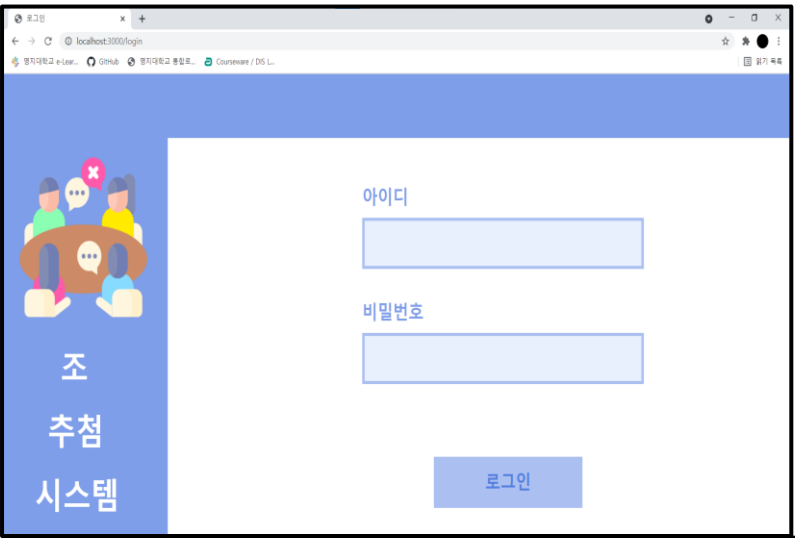 로그인
localhost:3000/login
명지대학교 e-Lear... GitHub 명지대학교 통합로... Courseware / DIS L... 읽기 목록
아이디
비밀번호
조
추첨
시스템
로그인